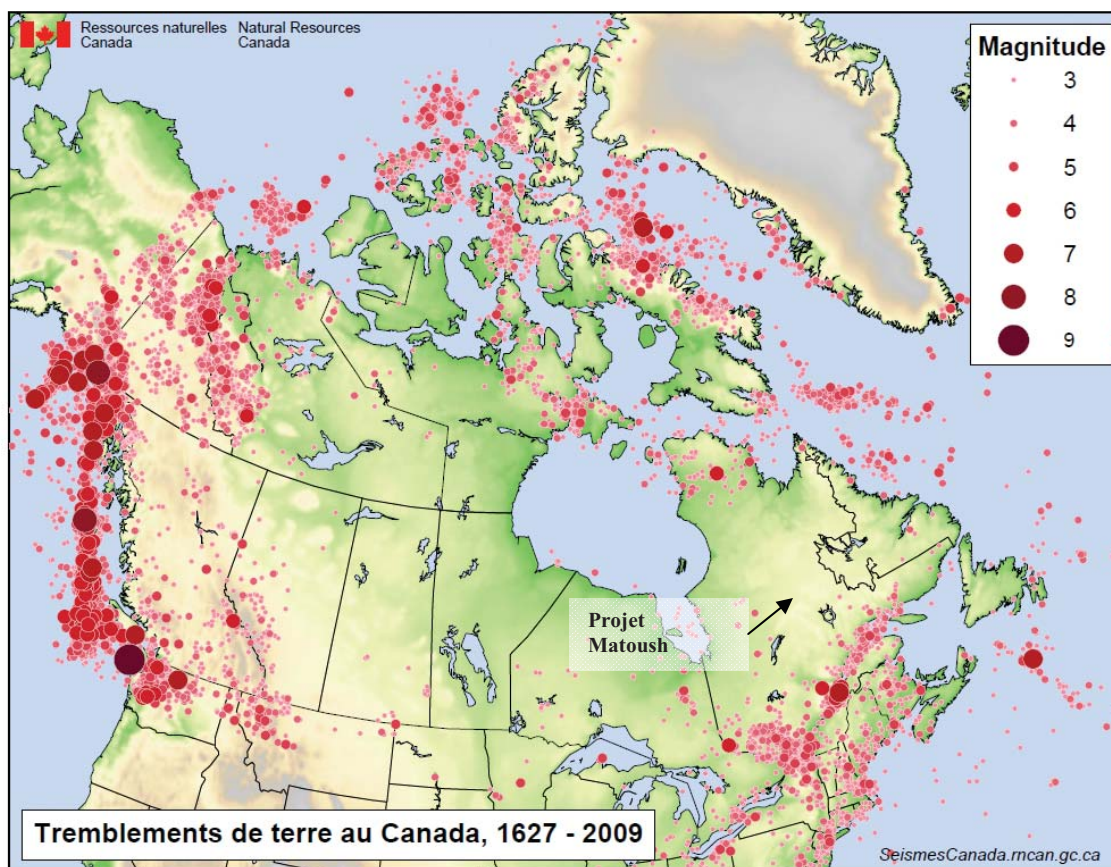 Ressources naturelles
Canada
Natural Resources
Canada
Magnitude
3
4
5
6
7
8
9
Projet
Matoush
Tremblements de terre au Canada, 1627 - 2009
SeismesCanada.rncan.gc.ca